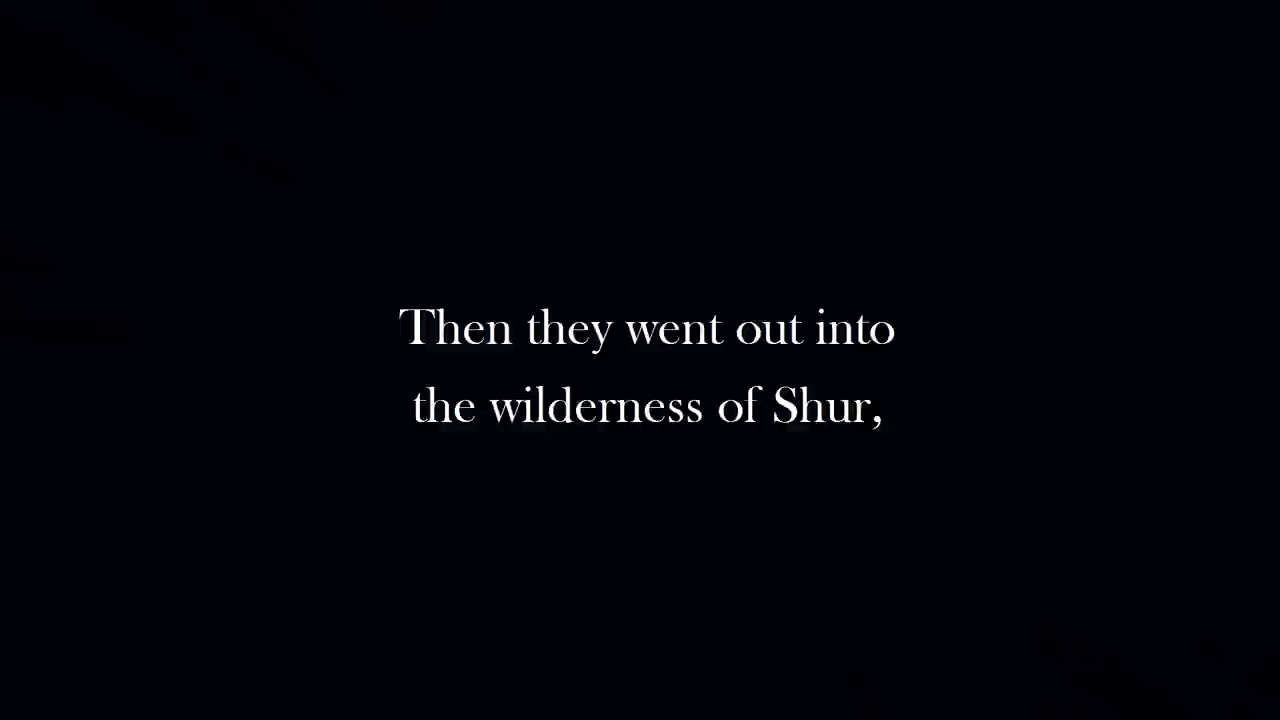 Then they went out into
the wilderness of Shur,